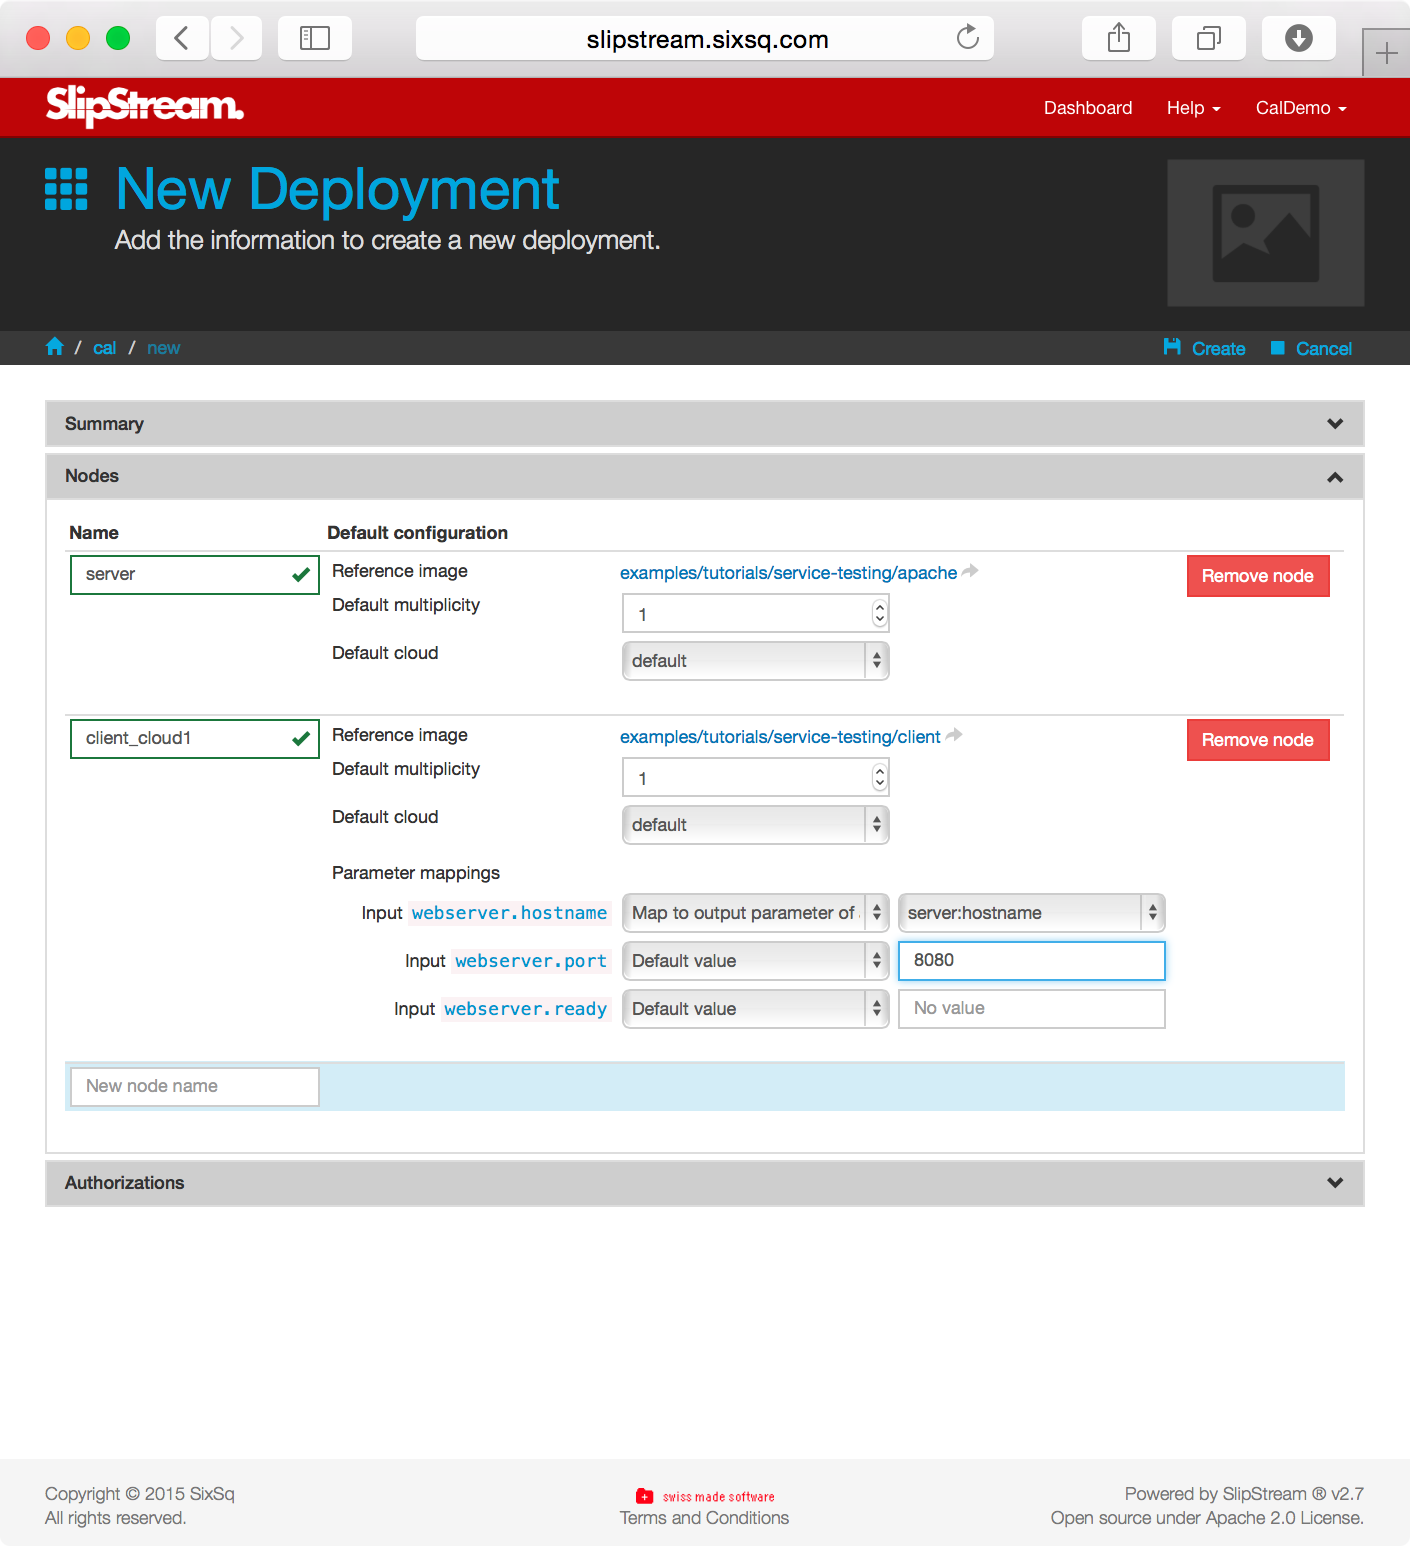 slipstream.sixsq.com
SlipStream.
Dashboard Help CalDemo
New Deployment
Add the information to create a new deployment.
/ cal / new
Create Cancel
Summary
Nodes
Name Default configuration
server Reference image examples/tutorials/service-testing/apache Remove node
Default multiplicity 1
Default cloud default
client_cloud1 Reference image examples/tutorials/service-testing/client Remove node
Default multiplicity 1
Default cloud default
Parameter mappings
Input webserver.hostname Map to output parameter of server:hostname
Input webserver.port Default value 8080
Input webserver.ready Default value No value
New node name
Authorizations
Copyright © 2015 SixSq
All rights reserved.
swiss made software
Terms and Conditions
Powered by SlipStream ® v2.7
Open source under Apache 2.0 License.